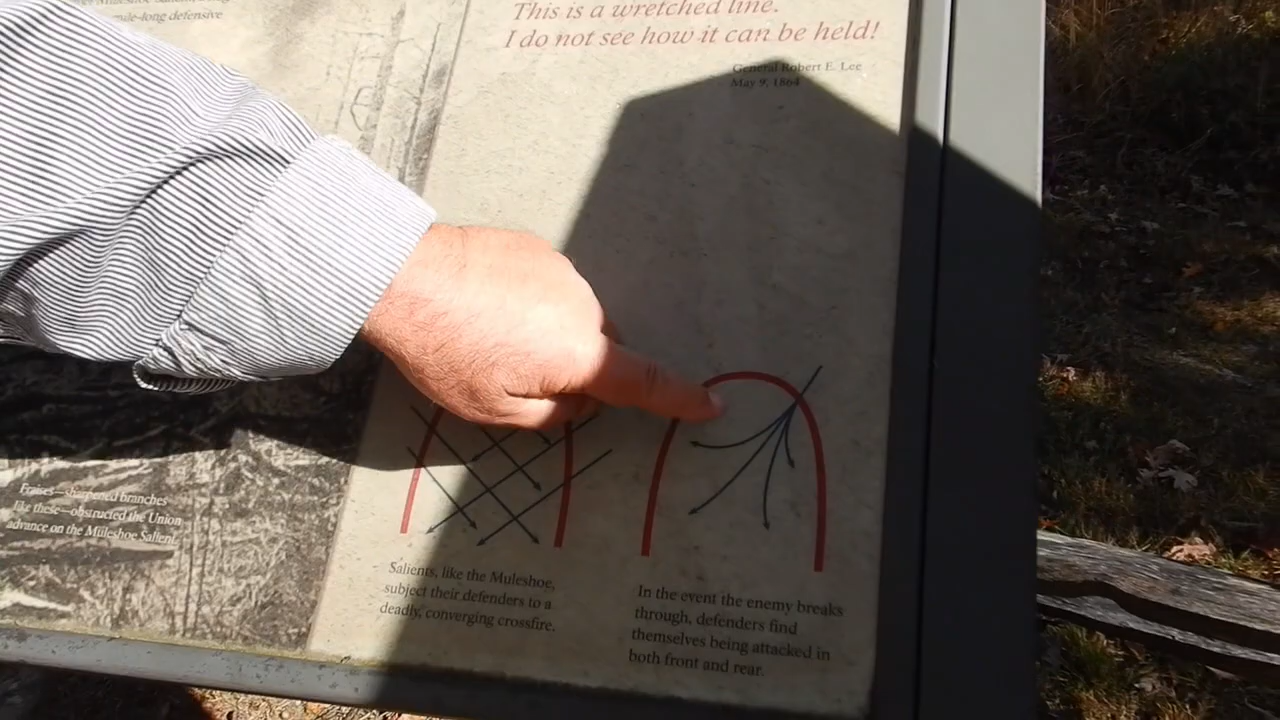 mile-long defensive
This is a wretched line.
I do not see how it can be held!
General Robert E. Lee
May 9, 1864
Fraises—sharpened branches
like these—obstructed the Union
advance on the Muleshoe Salient.
Salients, like the Muleshoe,
subject their defenders to a
deadly, converging crossfire.
In the event the enemy breaks
through, defenders find
themselves being attacked in
both front and rear.